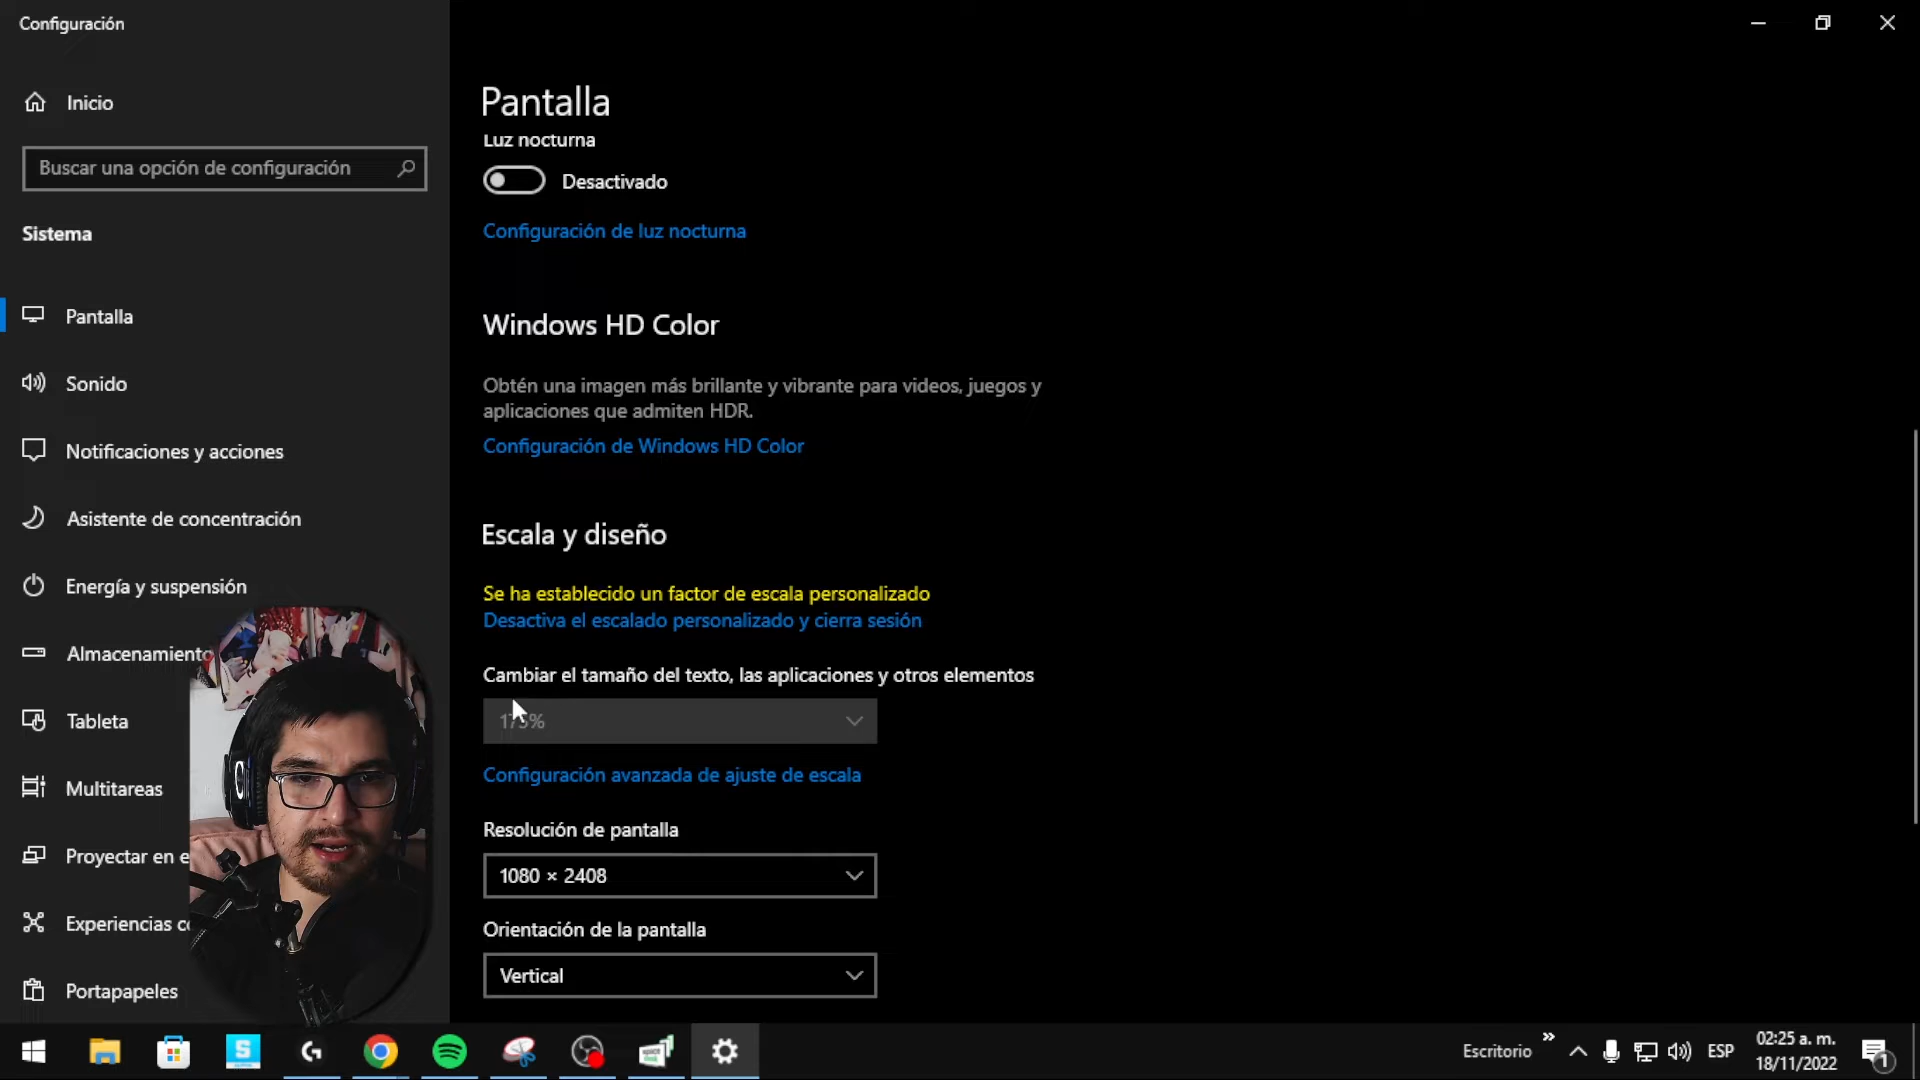 Configuración
Inicio
Buscar una opción de configuración
Sistema
Pantalla
Sonido
Notificaciones y acciones
Asistente de concentración
Energía y suspensión
Almacenamiento
Tableta
Multitareas
Proyectar en e
Experiencias c
Portapapeles
Pantalla
Luz nocturna
Desactivado
Configuración de luz nocturna
Windows HD Color
Obtén una imagen más brillante y vibrante para videos, juegos y
aplicaciones que admiten HDR.
Configuración de Windows HD Color
Escala y diseño
Se ha establecido un factor de escala personalizado
Desactiva el escalado personalizado y cierra sesión
Cambiar el tamaño del texto, las aplicaciones y otros elementos
175%
Configuración avanzada de ajuste de escala
Resolución de pantalla
1080 × 2408
Orientación de la pantalla
Vertical
Escritorio
ESP
02:25 a. m.
18/11/2022
1